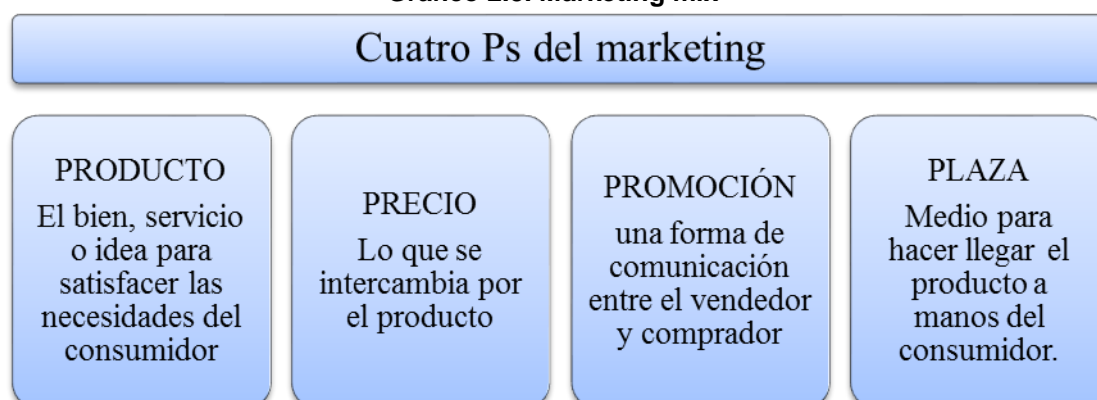 Cuatro Ps del marketing
PRODUCTO
El bien, servicio
o idea para
satisfacer las
necesidades del
consumidor
PRECIO
Lo que se
intercambia por
el producto
PROMOCIÓN
una forma de
comunicación
entre el vendedor
y comprador
PLAZA
Medio para
hacer llegar el
producto a
manos del
consumidor.